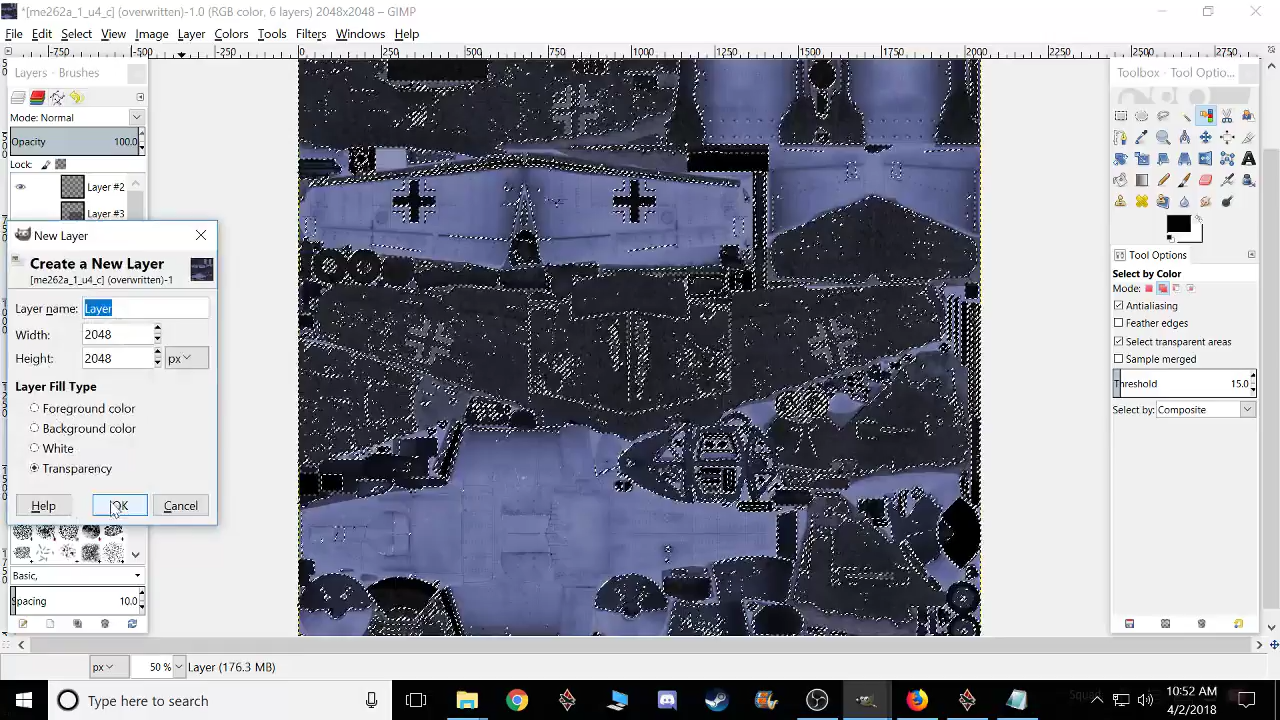 *[me262a_1_u4_c] (overwritten)-1.0 (RGB color, 6 layers) 2048x2048 – GIMP
File Edit Select View Image Layer Colors Tools Filters Windows Help
-750 -500 -250 0 250 500 750 1000 1250 1500 1750 2000 2250 2500 2750
Layers - Brushes
Mode: Normal
Opacity 100.0
Lock:
Layer #2
Layer #3
New Layer
Create a New Layer
[me262a_1_u4_c] (overwritten)-1
Layer name: Layer
Width: 2048
Height: 2048 px
Layer Fill Type
Foreground color
Background color
White
Transparency
Help OK Cancel
Basic,
Spacing 10.0
Toolbox - Tool Optio...
Tool Options
Select by Color
Mode:
Antialiasing
Feather edges
Select transparent areas
Sample merged
Threshold 15.0
Select by: Composite
px 50 % Layer (176.3 MB)
Type here to search
10:52 AM
4/2/2018